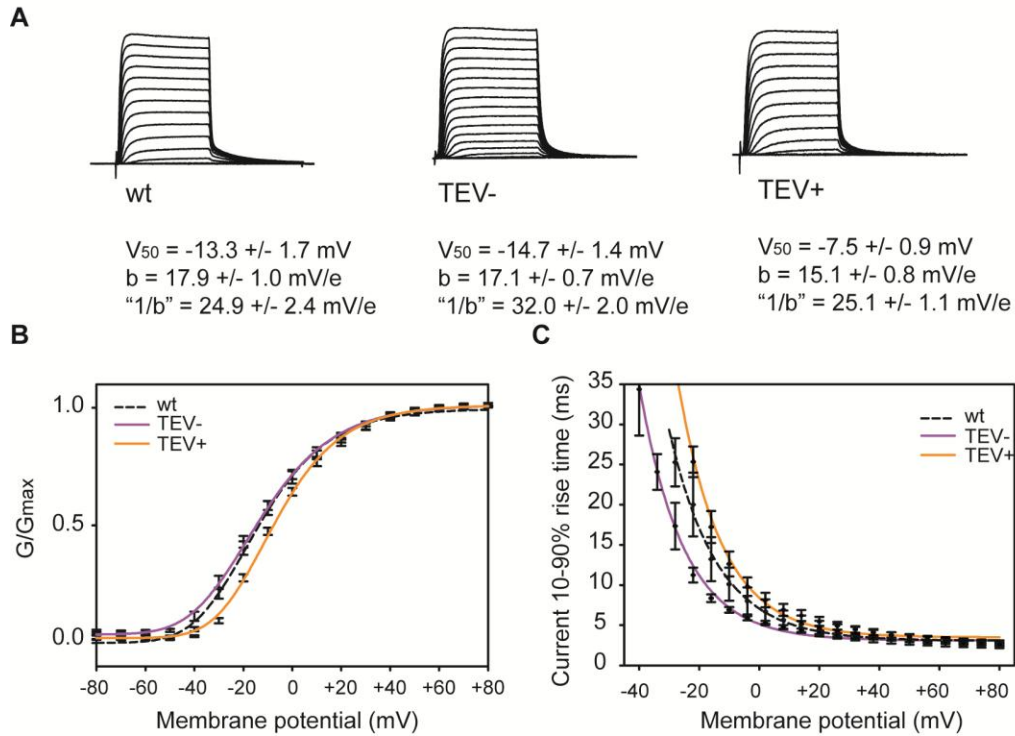 A
wt
TEV-
TEV+
V50 = -13.3 +/- 1.7 mV
b = 17.9 +/- 1.0 mV/e
“1/b” = 24.9 +/- 2.4 mV/e
V50 = -14.7 +/- 1.4 mV
b = 17.1 +/- 0.7 mV/e
“1/b” = 32.0 +/- 2.0 mV/e
V50 = -7.5 +/- 0.9 mV
b = 15.1 +/- 0.8 mV/e
“1/b” = 25.1 +/- 1.1 mV/e
B
wt
TEV-
TEV+
G/Gmax
1.0
0.5
0.0
-80 -60 -40 -20 0 +20 +40 +60 +80
Membrane potential (mV)
C
wt
TEV-
TEV+
Current 10-90% rise time (ms)
35
30
25
20
15
10
5
0
-40 -20 0 +20 +40 +60 +80
Membrane potential (mV)